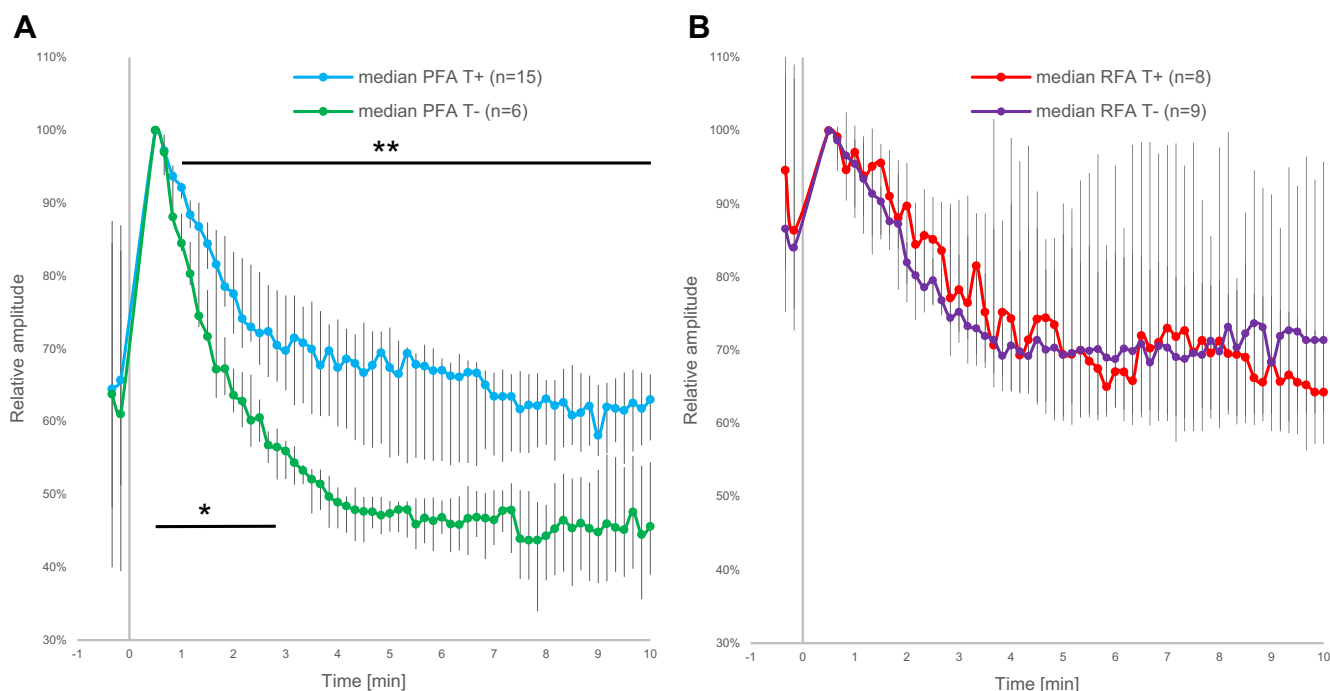 A
median PFA T+ (n=15)
median PFA T- (n=6)
Relative amplitude
110%
100%
90%
80%
70%
60%
50%
40%
30%
**
*
-1 0 1 2 3 4 5 6 7 8 9 10
Time [min]
B
median RFA T+ (n=8)
median RFA T- (n=9)
Relative amplitude
110%
100%
90%
80%
70%
60%
50%
40%
30%
-1 0 1 2 3 4 5 6 7 8 9 10
Time [min]